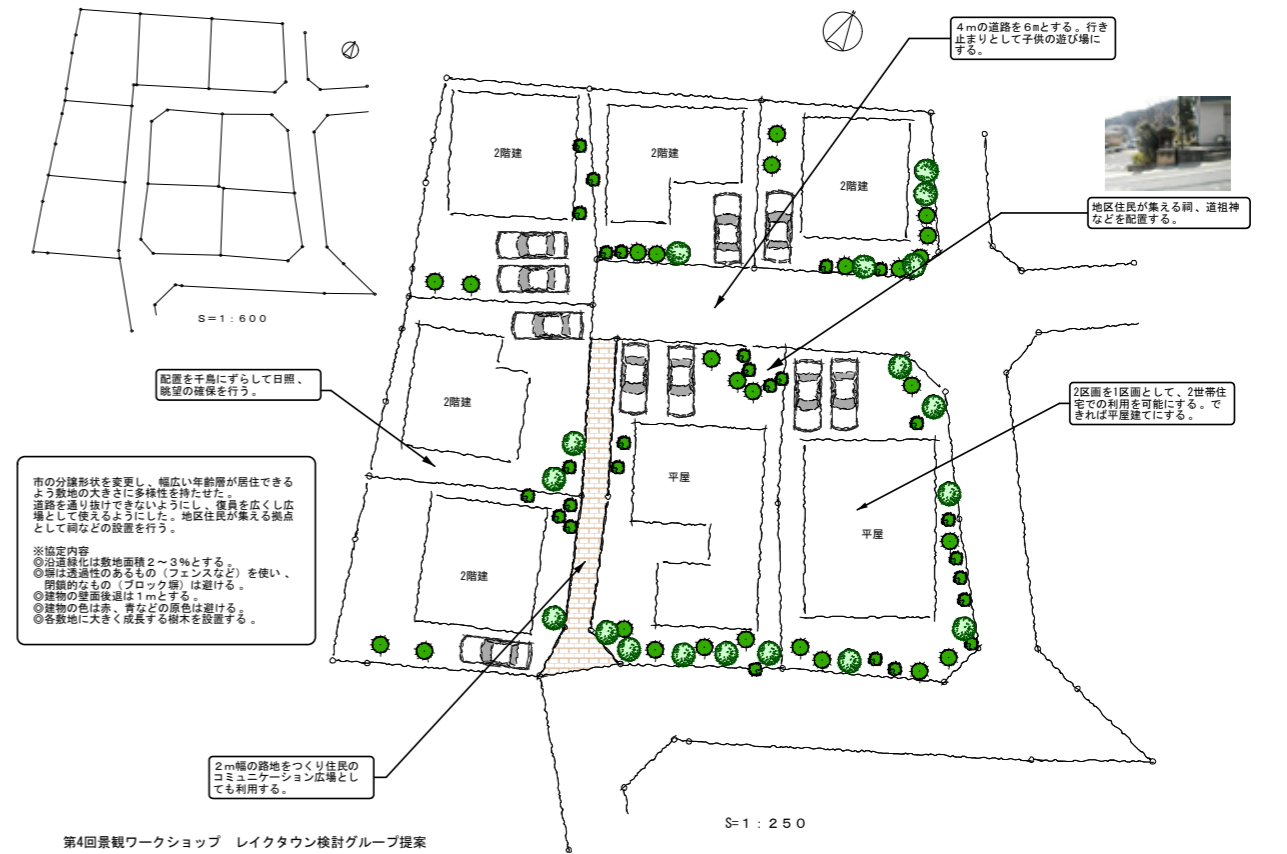 4ｍの道路を6ｍとする。行き
止まりとして子供の遊び場に
する。
2階建
2階建
2階建
地区住民が集える祠、道祖神
などを配置する。
S＝1：600
配置を千鳥にずらして日照、
眺望の確保を行う。
2階建
2区画を1区画として、2世帯住
宅での利用を可能にする。で
きれば平屋建てにする。
平屋
平屋
市の分譲形状を変更し、幅広い年齢層が居住できる
よう敷地の大きさに多様性を持たせた。
道路を通り抜けできないようにし、復員を広くし広
場として使えるようにした。地区住民が集える拠点
として祠などの設置を行う。
※協定内容
◎沿道緑化は敷地面積2～3％とする。
◎塀は透過性のあるもの（フェンスなど）を使い、
閉鎖的なもの（ブロック塀）は避ける。
◎建物の壁面後退は1ｍとする。
◎建物の色は赤、青などの原色は避ける。
◎各敷地に大きく成長する樹木を設置する。
2階建
2ｍ幅の路地をつくり住民の
コミュニケーション広場とし
ても利用する。
S=1：250
第4回景観ワークショップ　レイクタウン検討グループ提案